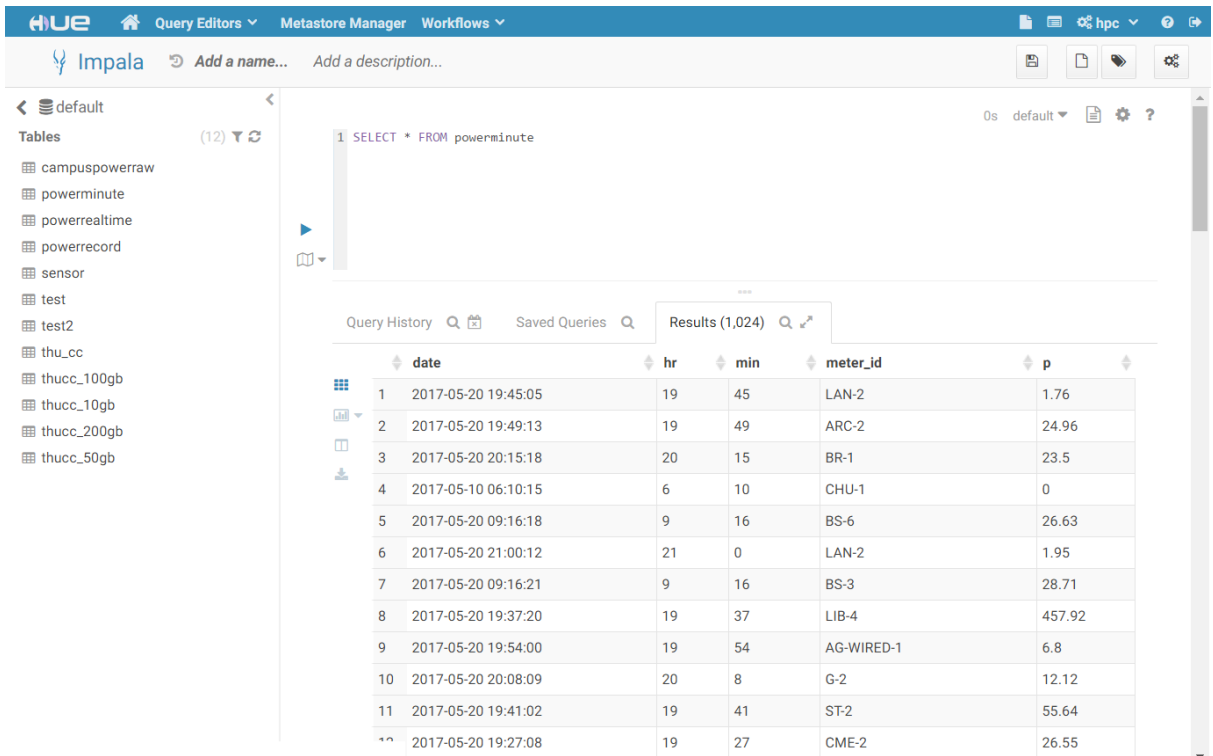 HUE Query Editors Metastore Manager Workflows hpc
Impala Add a name... Add a description...
default
Tables (12)
campuspowerraw
powerminute
powerrealtime
powerrecord
sensor
test
test2
thu_cc
thucc_100gb
thucc_10gb
thucc_200gb
thucc_50gb
0s default ?
1 SELECT * FROM powerminute
Query History Saved Queries Results (1,024)
date hr min meter_id p
1 2017-05-20 19:45:05 19 45 LAN-2 1.76
2 2017-05-20 19:49:13 19 49 ARC-2 24.96
3 2017-05-20 20:15:18 20 15 BR-1 23.5
4 2017-05-10 06:10:15 6 10 CHU-1 0
5 2017-05-20 09:16:18 9 16 BS-6 26.63
6 2017-05-20 21:00:12 21 0 LAN-2 1.95
7 2017-05-20 09:16:21 9 16 BS-3 28.71
8 2017-05-20 19:37:20 19 37 LIB-4 457.92
9 2017-05-20 19:54:00 19 54 AG-WIRED-1 6.8
10 2017-05-20 20:08:09 20 8 G-2 12.12
11 2017-05-20 19:41:02 19 41 ST-2 55.64
2017-05-20 19:27:08 19 27 CME-2 26.55